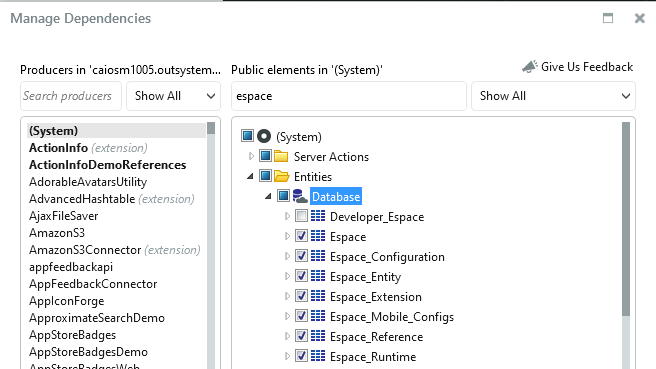 Manage Dependencies
Producers in 'caiosm1005.outsystem...
Public elements in '(System)'
Give Us Feedback
Search producers
Show All
espace
Show All
(System)
ActionInfo (extension)
ActionInfoDemoReferences
AdorableAvatarsUtility
AdvancedHashtable (extension)
AjaxFileSaver
AmazonS3
AmazonS3Connector (extension)
appfeedbackapi
AppFeedbackConnector
AppIconForge
ApproximateSearchDemo
AppStoreBadges
AppStoreBadgesDemo
AppStoreBadgesWeb
(System)
Server Actions
Entities
Database
Developer_Espace
Espace
Espace_Configuration
Espace_Entity
Espace_Extension
Espace_Mobile_Configs
Espace_Reference
Espace_Runtime